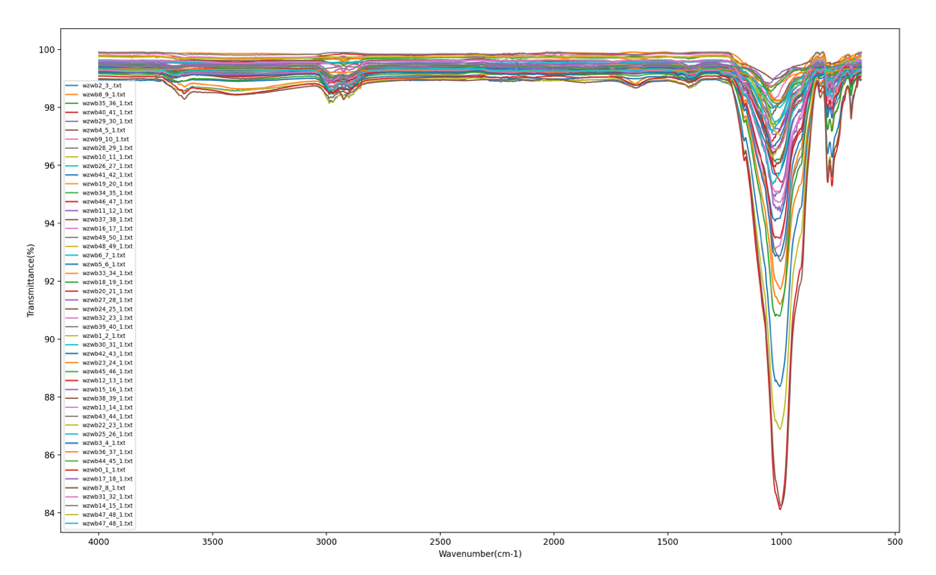 100
98
96
94
92
90
88
86
84
Transmittance(%)
wzwb2_3_.txt
wzwb8_9_1.txt
wzwb35_36_1.txt
wzwb40_41_1.txt
wzwb29_30_1.txt
wzwb4_5_1.txt
wzwb9_10_1.txt
wzwb28_29_1.txt
wzwb10_11_1.txt
wzwb26_27_1.txt
wzwb41_42_1.txt
wzwb19_20_1.txt
wzwb34_35_1.txt
wzwb46_47_1.txt
wzwb11_12_1.txt
wzwb37_38_1.txt
wzwb16_17_1.txt
wzwb49_50_1.txt
wzwb48_49_1.txt
wzwb6_7_1.txt
wzwb5_6_1.txt
wzwb33_34_1.txt
wzwb18_19_1.txt
wzwb20_21_1.txt
wzwb27_28_1.txt
wzwb24_25_1.txt
wzwb32_23_1.txt
wzwb39_40_1.txt
wzwb1_2_1.txt
wzwb30_31_1.txt
wzwb42_43_1.txt
wzwb23_24_1.txt
wzwb45_46_1.txt
wzwb12_13_1.txt
wzwb15_16_1.txt
wzwb38_39_1.txt
wzwb13_14_1.txt
wzwb43_44_1.txt
wzwb22_23_1.txt
wzwb25_26_1.txt
wzwb3_4_1.txt
wzwb36_37_1.txt
wzwb44_45_1.txt
wzwb0_1_1.txt
wzwb17_18_1.txt
wzwb7_8_1.txt
wzwb31_32_1.txt
wzwb14_15_1.txt
wzwb47_48_1.txt
wzwb47_48_1.txt
4000 3500 3000 2500 2000 1500 1000 500
Wavenumber(cm-1)